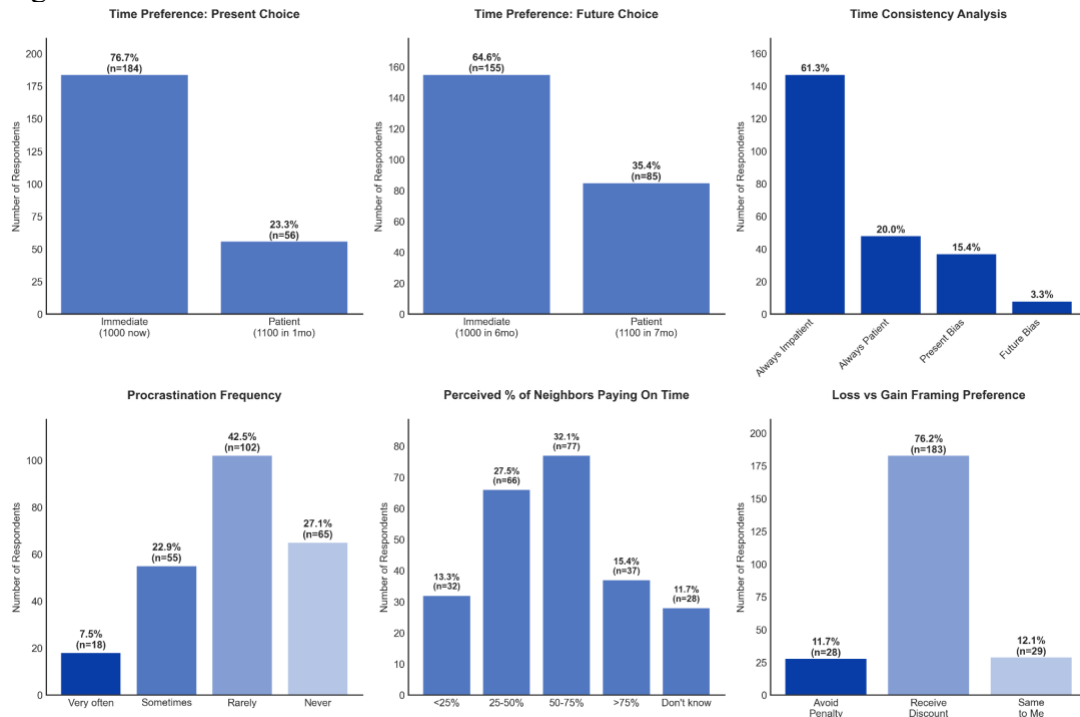 Time Preference: Present Choice
Number of Respondents
200
175
150
125
100
75
50
25
0
76.7%
(n=184)
23.3%
(n=56)
Immediate
(1000 now)
Patient
(1100 in 1mo)
Time Preference: Future Choice
Number of Respondents
160
140
120
100
80
60
40
20
0
64.6%
(n=155)
35.4%
(n=85)
Immediate
(1000 in 6mo)
Patient
(1100 in 7mo)
Time Consistency Analysis
Number of Respondents
160
140
120
100
80
60
40
20
0
61.3%
20.0%
15.4%
3.3%
Always Impatient
Always Patient
Present Bias
Future Bias
Procrastination Frequency
Number of Respondents
100
80
60
40
20
0
7.5%
(n=18)
22.9%
(n=55)
42.5%
(n=102)
27.1%
(n=65)
Very often
Sometimes
Rarely
Never
Perceived % of Neighbors Paying On Time
Number of Respondents
80
70
60
50
40
30
20
10
0
13.3%
(n=32)
27.5%
(n=66)
32.1%
(n=77)
15.4%
(n=37)
11.7%
(n=28)
<25%
25-50%
50-75%
>75%
Don't know
Loss vs Gain Framing Preference
Number of Respondents
200
175
150
125
100
75
50
25
0
11.7%
(n=28)
76.2%
(n=183)
12.1%
(n=29)
Avoid
Penalty
Receive
Discount
Same
to Me